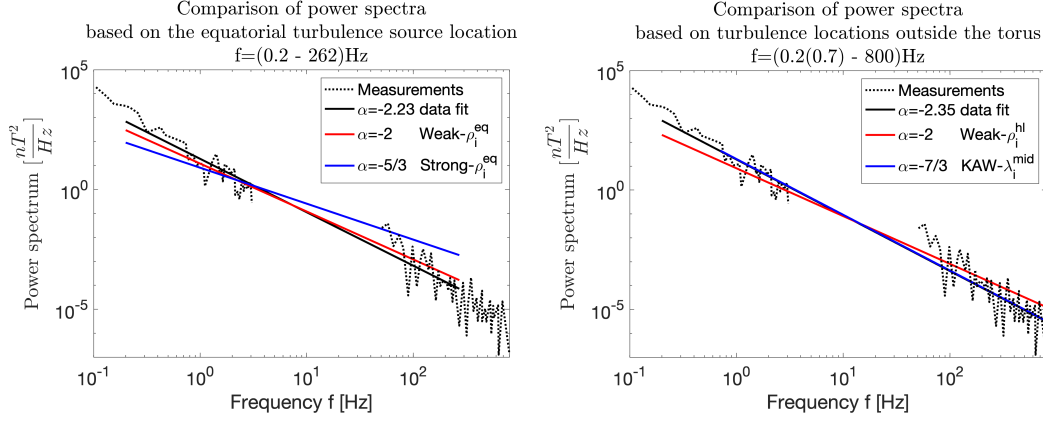 Comparison of power spectra
based on the equatorial turbulence source location
f=(0.2 - 262)Hz
10^5
10^0
10^-5
Power spectrum [nT^2/Hz]
Measurements
α=-2.23 data fit
α=-2 Weak-ρ_i^eq
α=-5/3 Strong-ρ_i^eq
10^-1 10^0 10^1 10^2
Frequency f [Hz]
Comparison of power spectra
based on turbulence locations outside the torus
f=(0.2(0.7) - 800)Hz
10^5
10^0
10^-5
Power spectrum [nT^2/Hz]
Measurements
α=-2.35 data fit
α=-2 Weak-ρ_i^hl
α=-7/3 KAW-λ_i^mid
10^-1 10^0 10^1 10^2
Frequency f [Hz]